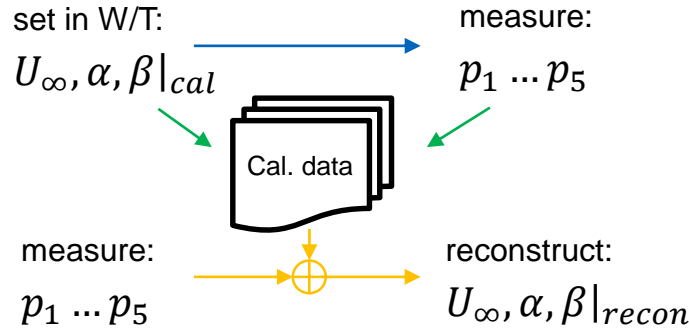 set in W/T:
measure:
U∞, α, β|cal
p1 … p5
Cal. data
measure:
reconstruct:
p1 … p5
U∞, α, β|recon